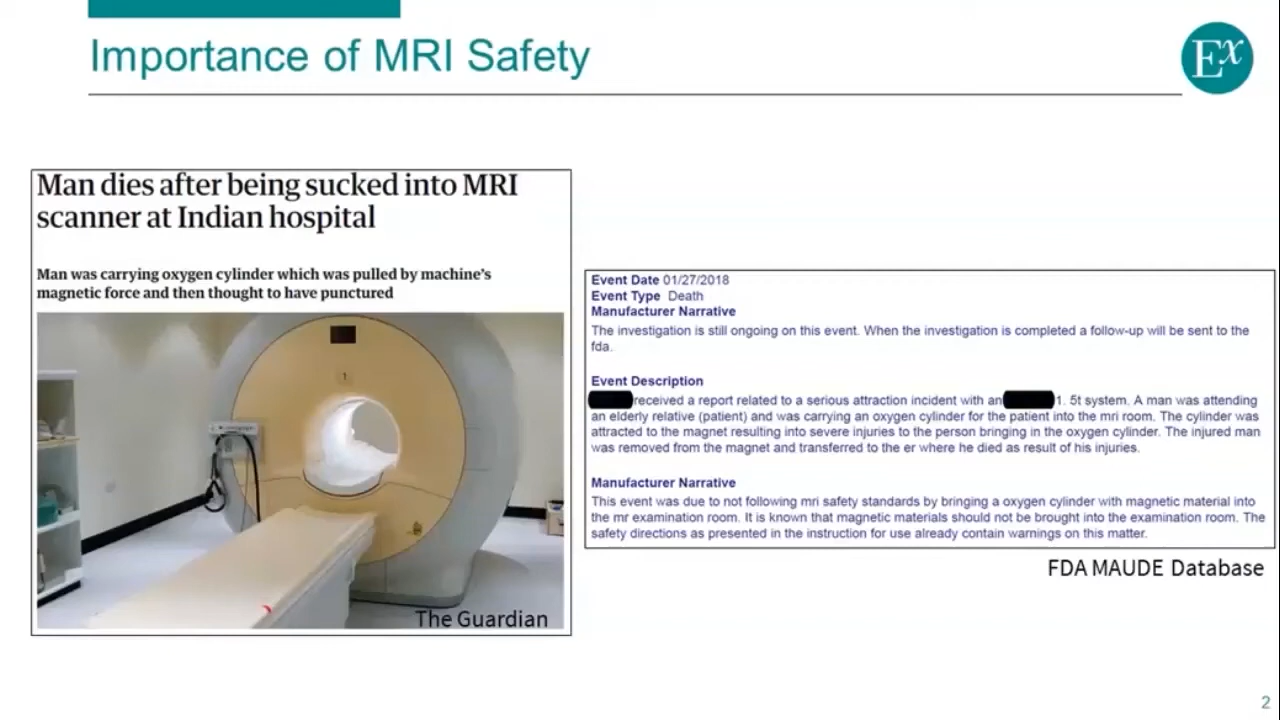 Importance of MRI Safety
Ex
Man dies after being sucked into MRI
scanner at Indian hospital
Man was carrying oxygen cylinder which was pulled by machine's
magnetic force and then thought to have punctured
1
The Guardian
Event Date 01/27/2018
Event Type Death
Manufacturer Narrative
The investigation is still ongoing on this event. When the investigation is completed a follow-up will be sent to the
fda.
Event Description
received a report related to a serious attraction incident with an 1. 5t system. A man was attending
an elderly relative (patient) and was carrying an oxygen cylinder for the patient into the mri room. The cylinder was
attracted to the magnet resulting into severe injuries to the person bringing in the oxygen cylinder. The injured man
was removed from the magnet and transferred to the er where he died as result of his injuries.
Manufacturer Narrative
This event was due to not following mri safety standards by bringing a oxygen cylinder with magnetic material into
the mr examination room. It is known that magnetic materials should not be brought into the examination room. The
safety directions as presented in the instruction for use already contain warnings on this matter.
FDA MAUDE Database
2